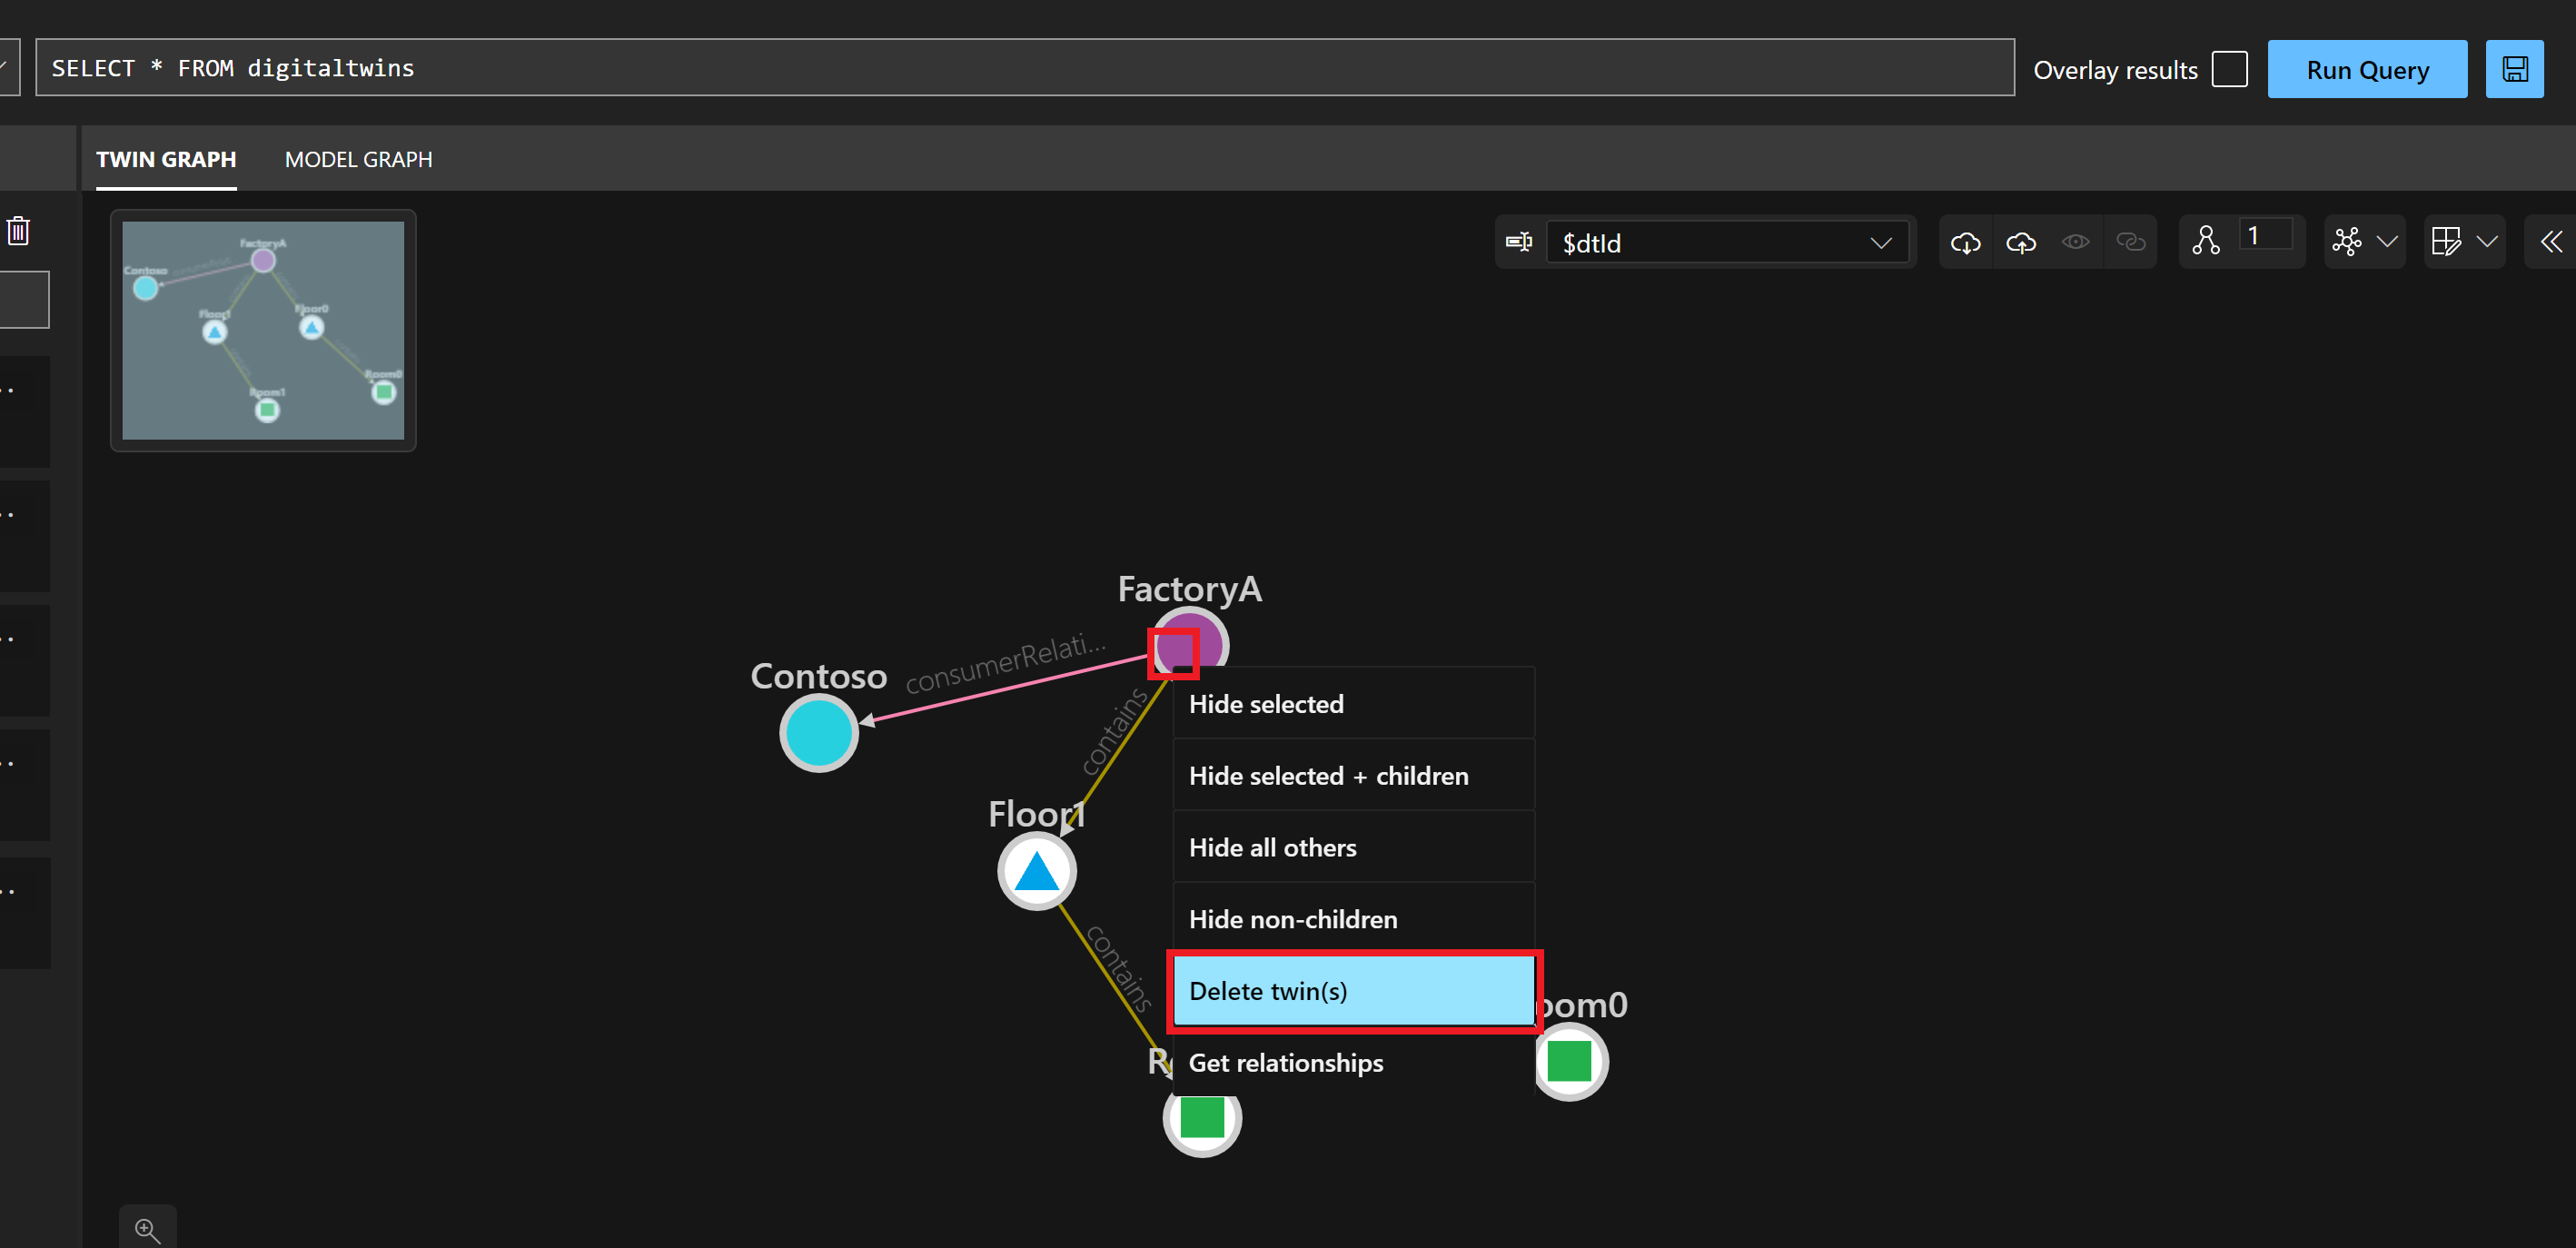 SELECT * FROM digitaltwins
Overlay results
Run Query
TWIN GRAPH
MODEL GRAPH
$dtId
1
FactoryA
Contoso
Floor1
Floor0
Room1
Room0
FactoryA
consumerRelati...
Contoso
contains
Hide selected
Hide selected + children
Floor1
Hide all others
Hide non-children
contains
Delete twin(s)
oom0
Get relationships